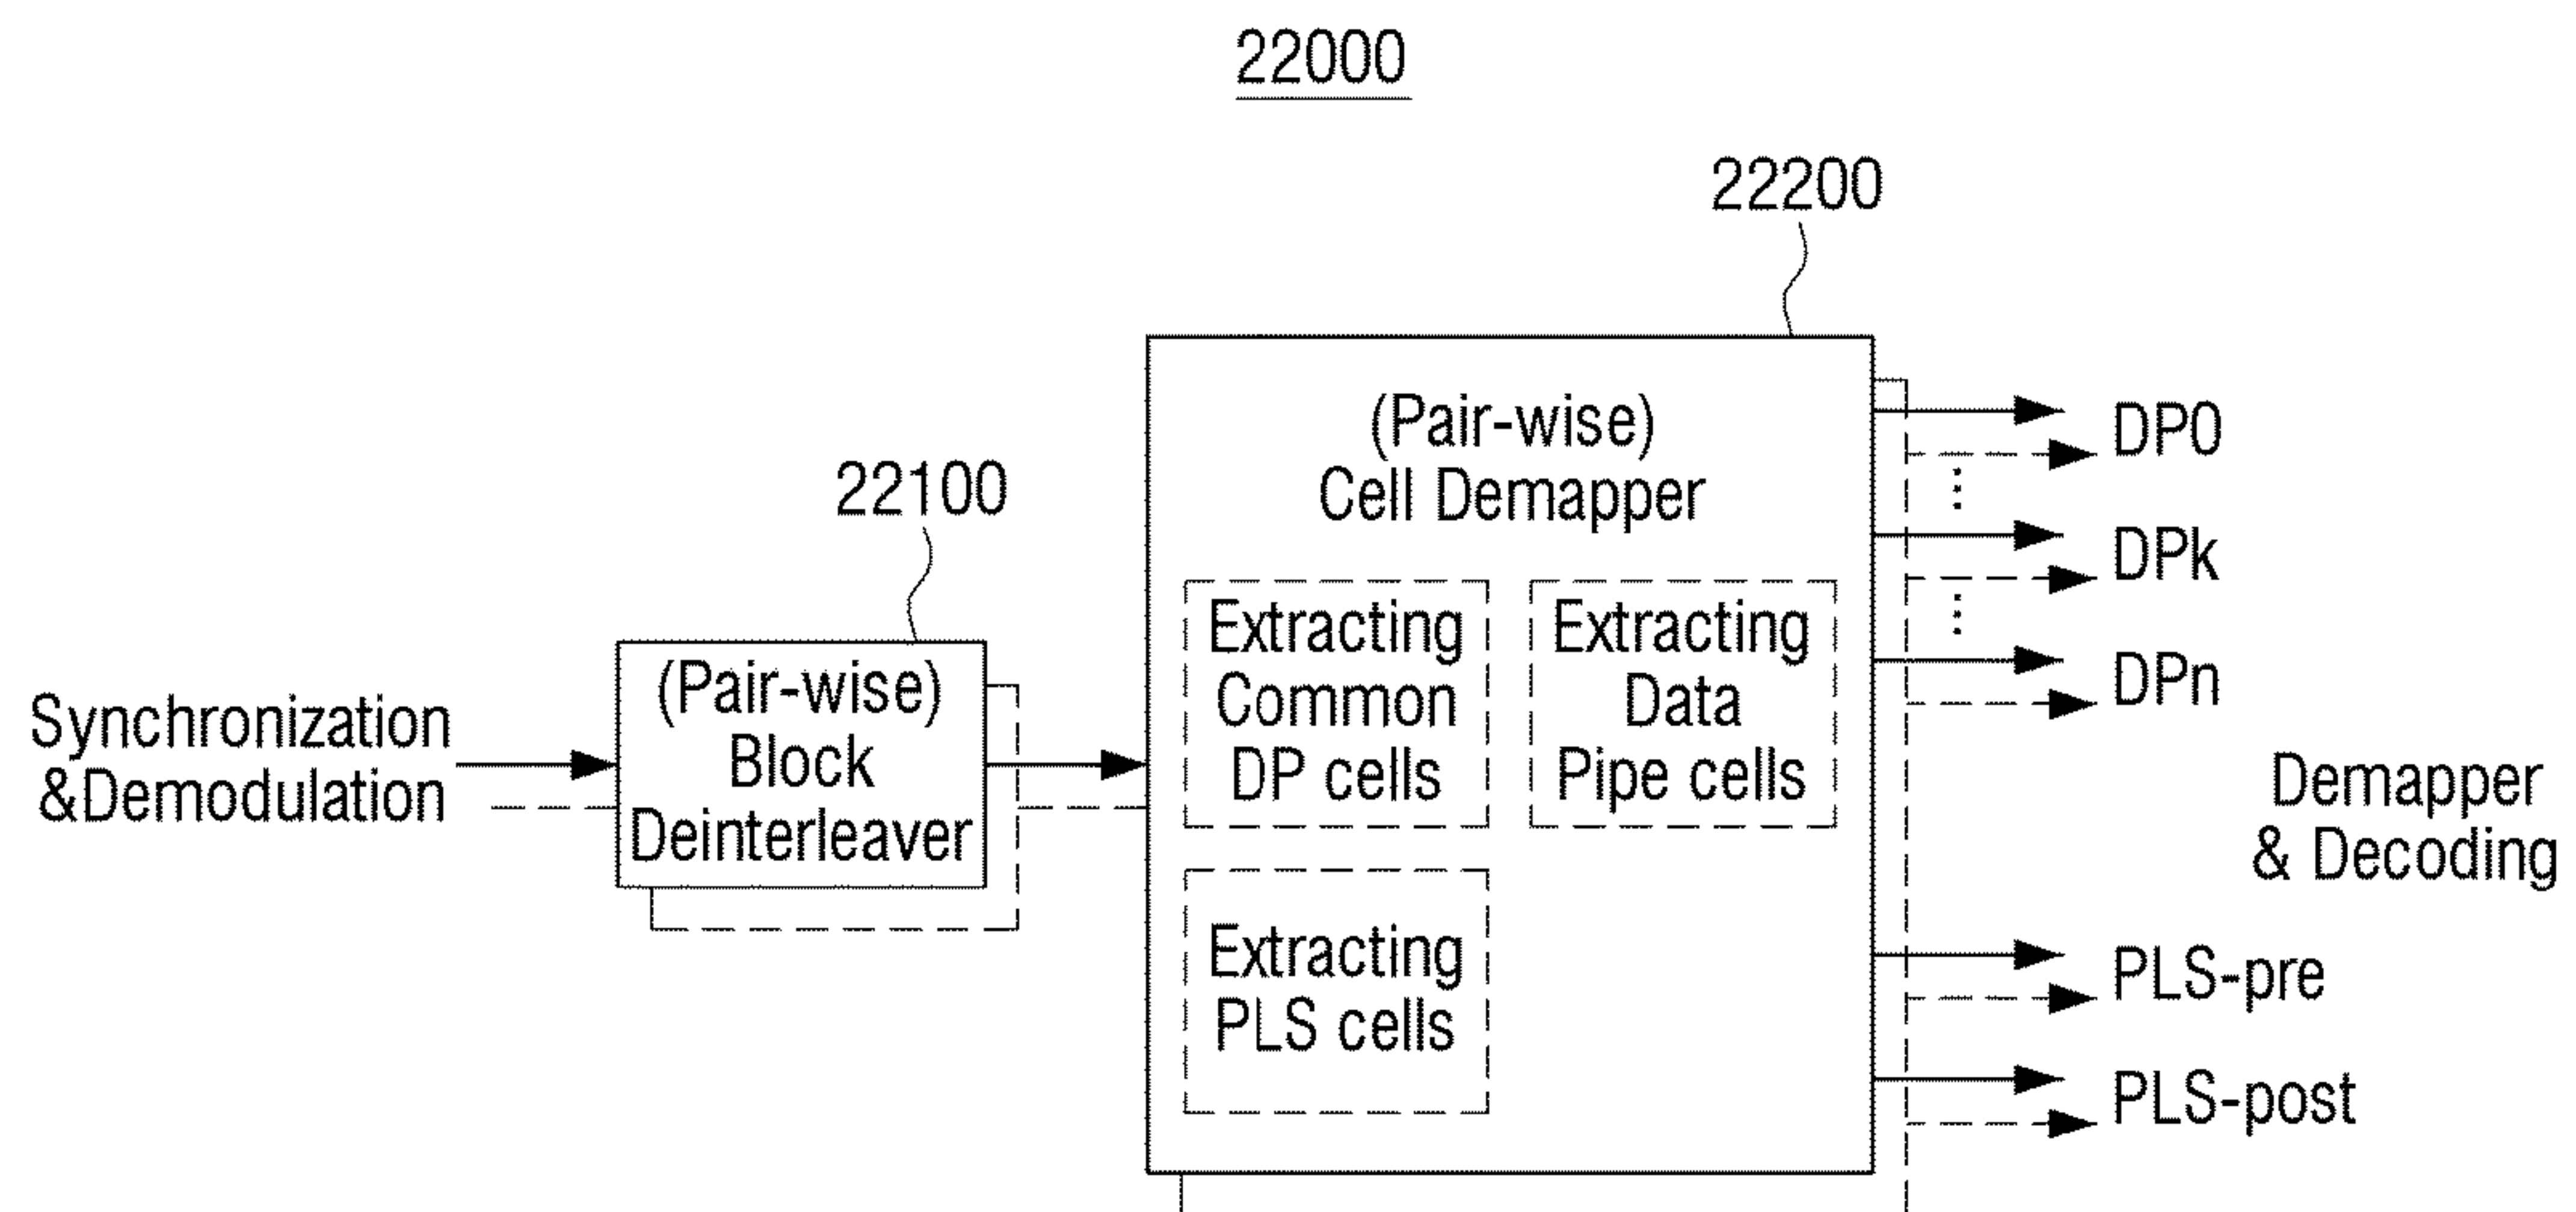 22000
22200
22100
Synchronization
&Demodulation
(Pair-wise)
Block
Deinterleaver
(Pair-wise)
Cell Demapper
Extracting
Common
DP cells
Extracting
Data
Pipe cells
Extracting
PLS cells
DP0
DPk
DPn
Demapper
& Decoding
PLS-pre
PLS-post